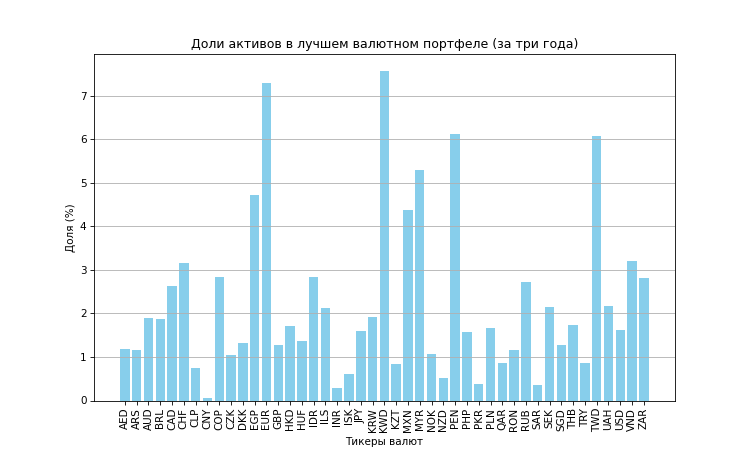 Доли активов в лучшем валютном портфеле (за три года)
Доля (%)
7
6
5
4
3
2
1
0
AED ARS AUD BRL CAD CHF CLP CNY COP CZK DKK EGP EUR GBP HKD HUF IDR ILS INR ISK JPY KRW KWD KZT MXN MYR NOK NZD PEN PHP PKR PLN QAR RON RUB SAR SEK SGD THB TRY TWD UAH USD VND ZAR
Тикеры валют